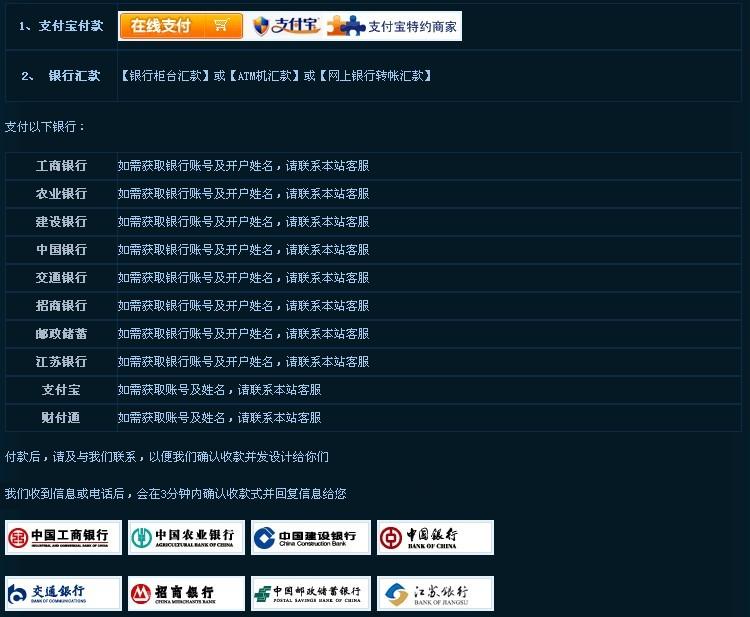 1、支付宝付款 在线支付 支付宝 支付宝特约商家
2、 银行汇款 【银行柜台汇款】或【ATM机汇款】或【网上银行转帐汇款】
支付以下银行：
工商银行 如需获取银行账号及开户姓名，请联系本站客服
农业银行 如需获取银行账号及开户姓名，请联系本站客服
建设银行 如需获取银行账号及开户姓名，请联系本站客服
中国银行 如需获取银行账号及开户姓名，请联系本站客服
交通银行 如需获取银行账号及开户姓名，请联系本站客服
招商银行 如需获取银行账号及开户姓名，请联系本站客服
邮政储蓄 如需获取银行账号及开户姓名，请联系本站客服
江苏银行 如需获取银行账号及开户姓名，请联系本站客服
支付宝 如需获取账号及姓名，请联系本站客服
财付通 如需获取账号及姓名，请联系本站客服
付款后，请及与我们联系，以便我们确认收款并发设计给你们
我们收到信息或电话后，会在3分钟内确认收款式并回复信息给您
中国工商银行 中国农业银行 中国建设银行 中国银行
INDUSTRIAL AND COMMERCIAL BANK OF CHINA AGRICULTURAL BANK OF CHINA China Construction Bank BANK OF CHINA
交通銀行 招商银行 中国邮政储蓄银行 江苏银行
BANK OF COMMUNICATIONS CHINA MERCHANTS BANK POSTAL SAVINGS BANK OF CHINA BANK OF JIANGSU